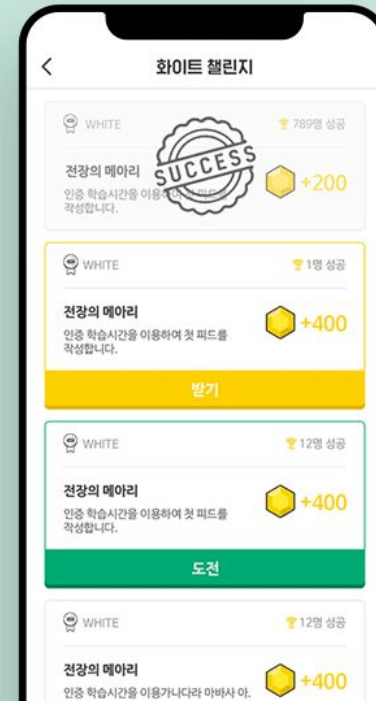 화이트 챌린지
WHITE
789명 성공
전장의 메아리
SUCCESS
+200
인증 학습시간을
작성합니다.
WHITE
1명 성공
전장의 메아리
+400
인증 학습시간을 이용하여 첫 피드를
작성합니다.
받기
WHITE
12명 성공
전장의 메아리
+400
인증 학습시간을 이용하여 첫 피드를
작성합니다.
도전
WHITE
12명 성공
전장의 메아리
+400
인증 학습시간을 이용가나다라 마바사 아.